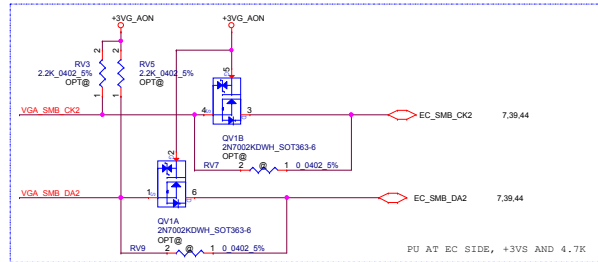 +3VG_AON
+3VG_AON
RV3
2.2K_0402_5%
OPT@
RV5
2.2K_0402_5%
OPT@
2
2
1
1
5
VGA_SMB_CK2
4
3
EC_SMB_CK2
7,39,44
QV1B
2N7002KDWH_SOT363-6
OPT@
RV7
2
@
1
0_0402_5%
2
VGA_SMB_DA2
1
6
EC_SMB_DA2
7,39,44
QV1A
2N7002KDWH_SOT363-6
OPT@
RV9
2
@
1
0_0402_5%
PU AT EC SIDE, +3VS AND 4.7K